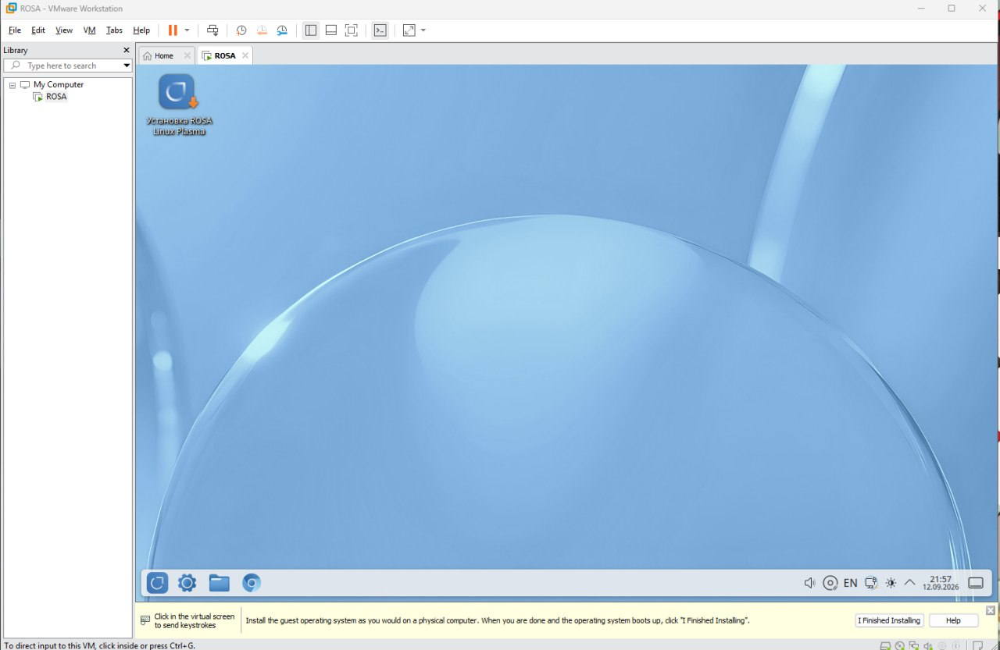 ROSA - VMware Workstation
File Edit View VM Tabs Help
Library
Type here to search
My Computer
ROSA
Home
ROSA
Установка ROSA
Linux Plasma
EN
21:57
12.09.2026
Click in the virtual screen
to send keystrokes
Install the guest operating system as you would on a physical computer. When you are done and the operating system boots up, click "I Finished Installing".
I Finished Installing
Help
To direct input to this VM, click inside or press Ctrl+G.